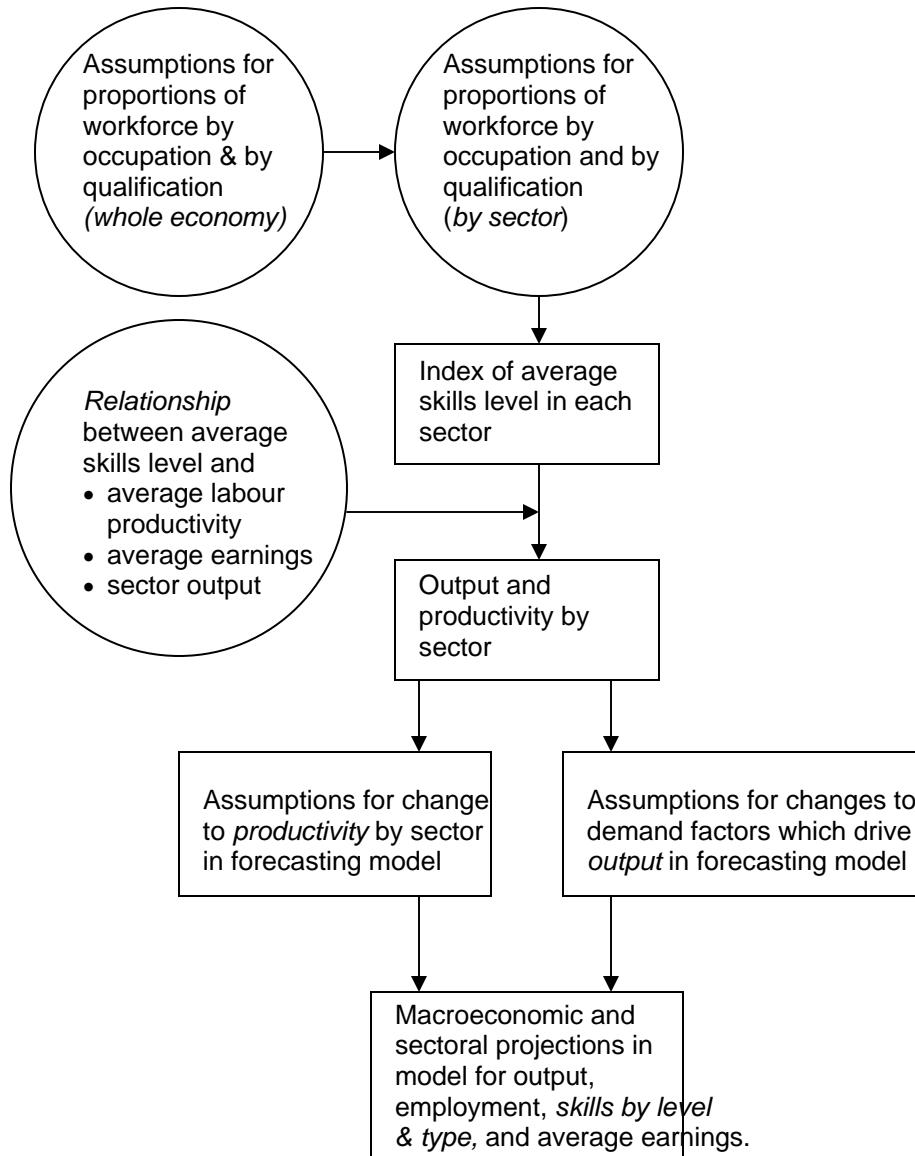 Assumptions for
proportions of
workforce by
occupation & by
qualification
(whole economy)
Assumptions for
proportions of
workforce by
occupation and by
qualification
(by sector)
Index of average
skills level in each
sector
Relationship
between average
skills level and
• average labour
productivity
• average earnings
• sector output
Output and
productivity by
sector
Assumptions for change
to productivity by sector
in forecasting model
Assumptions for changes to
demand factors which drive
output in forecasting model
Macroeconomic and
sectoral projections in
model for output,
employment, skills by level
& type, and average earnings.